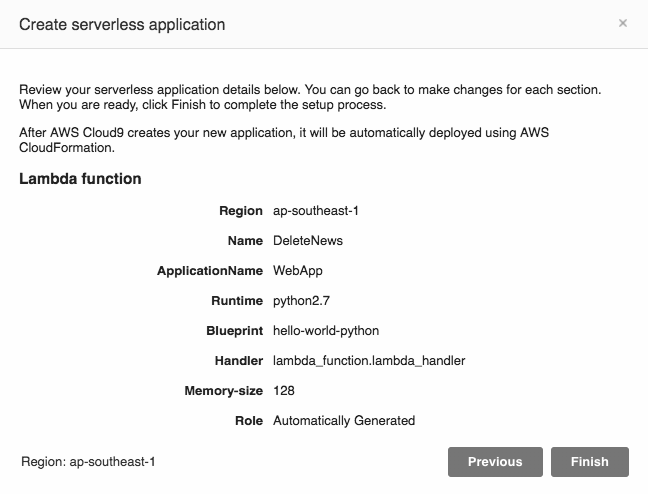 Create serverless application ×
Review your serverless application details below. You can go back to make changes for each section.
When you are ready, click Finish to complete the setup process.
After AWS Cloud9 creates your new application, it will be automatically deployed using AWS
CloudFormation.
Lambda function
Region ap-southeast-1
Name DeleteNews
ApplicationName WebApp
Runtime python2.7
Blueprint hello-world-python
Handler lambda_function.lambda_handler
Memory-size 128
Role Automatically Generated
Region: ap-southeast-1 Previous Finish